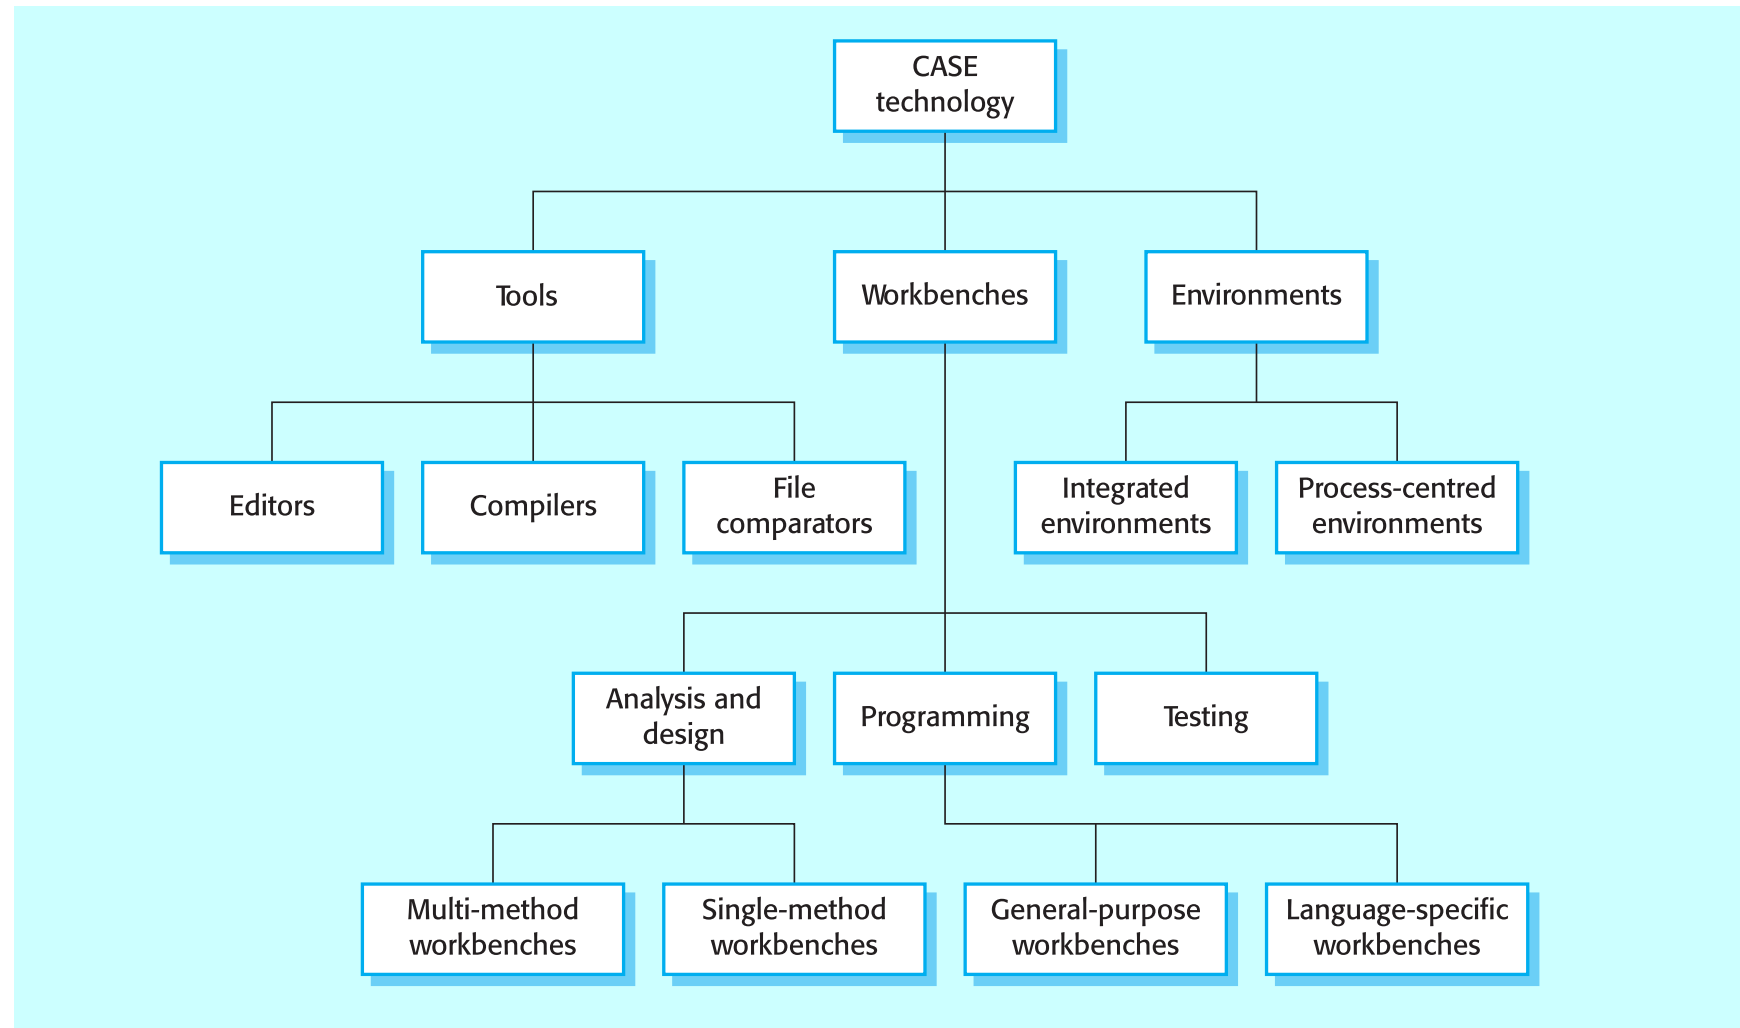 CASE
technology
Tools
Workbenches
Environments
Editors
Compilers
File
comparators
Integrated
environments
Process-centred
environments
Analysis and
design
Programming
Testing
Multi-method
workbenches
Single-method
workbenches
General-purpose
workbenches
Language-specific
workbenches